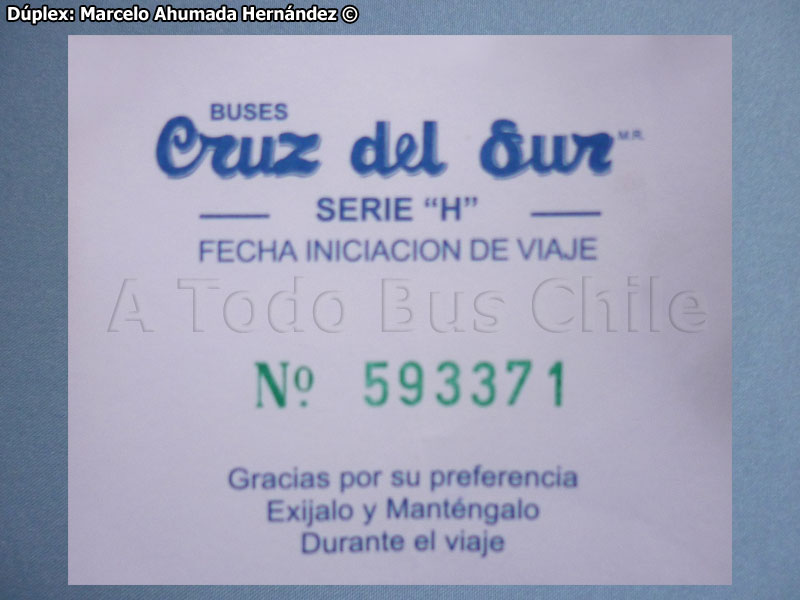 Dúplex: Marcelo Ahumada Hernández ©
BUSES
Cruz del Sur M.R.
SERIE “H”
FECHA INICIACION DE VIAJE
A Todo Bus Chile
Nº 593371
Gracias por su preferencia
Exijalo y Manténgalo
Durante el viaje